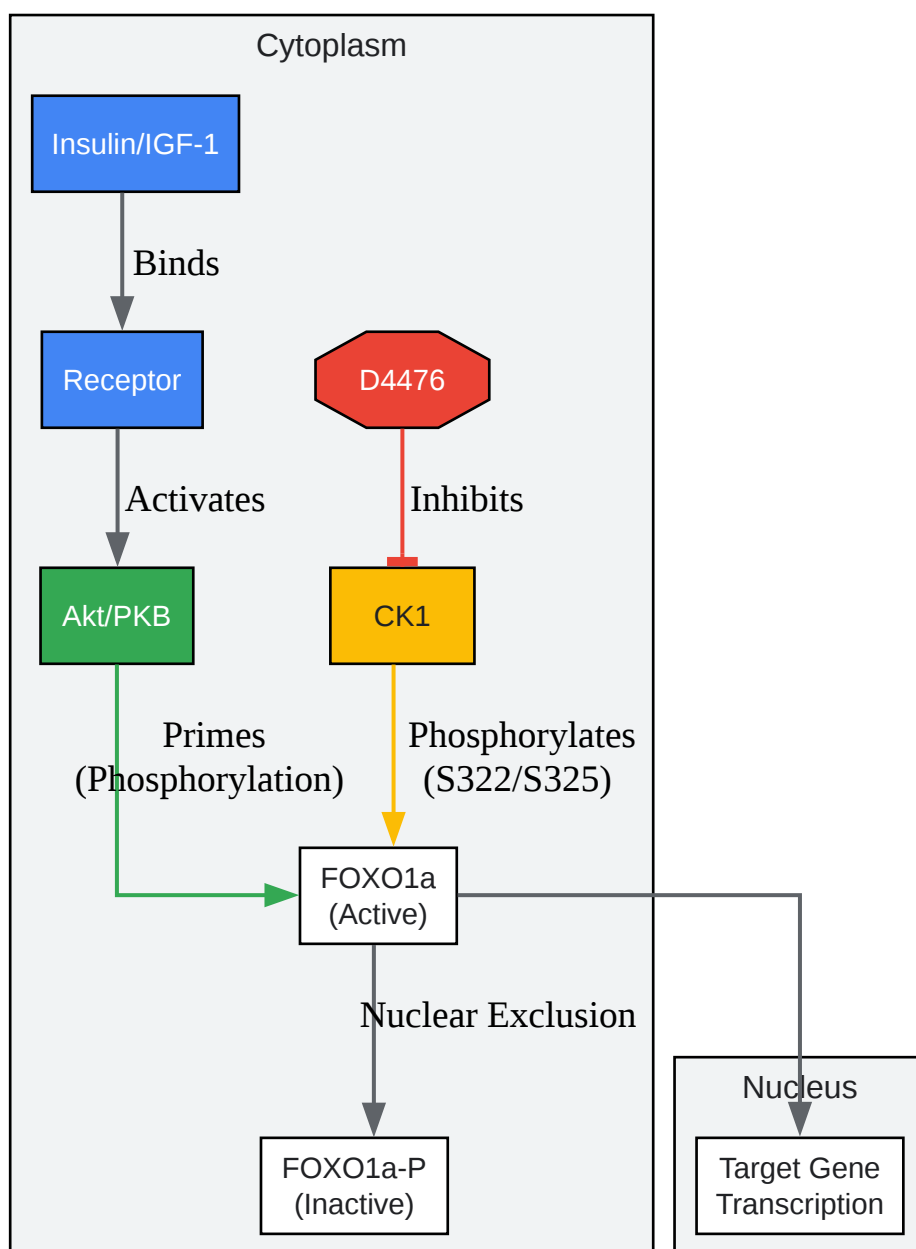 Cytoplasm
Insulin/IGF-1
Binds
Receptor
D4476
Activates
Inhibits
Akt/PKB
CK1
Primes
(Phosphorylation)
Phosphorylates
(S322/S325)
FOXO1a
(Active)
Nuclear Exclusion
Nucleus
FOXO1a-P
(Inactive)
Target Gene
Transcription